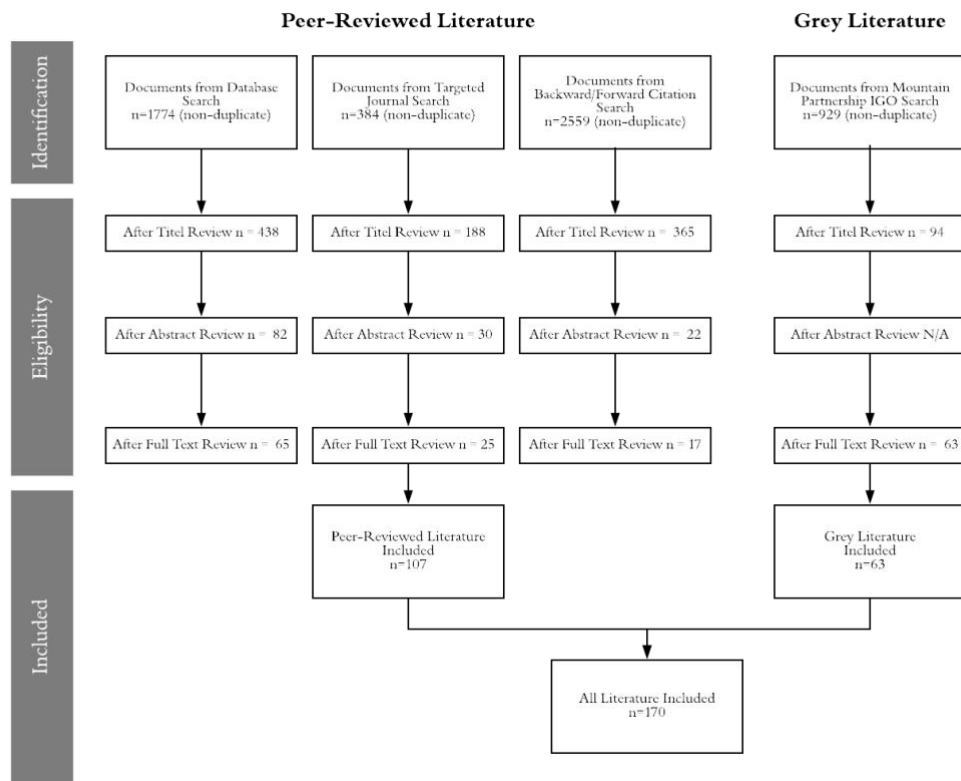 Peer-Reviewed Literature
Grey Literature
Identification
Documents from Database
Search
n=1774 (non-duplicate)
Documents from Targeted
Journal Search
n=384 (non-duplicate)
Documents from
Backward/Forward Citation
Search
n=2559 (non-duplicate)
Documents from Mountain
Partnership IGO Search
n=929 (non-duplicate)
Eligibility
After Titel Review n = 438
After Titel Review n = 188
After Titel Review n = 365
After Titel Review n = 94
After Abstract Review n = 82
After Abstract Review n = 30
After Abstract Review n = 22
After Abstract Review N/A
After Full Text Review n = 65
After Full Text Review n = 25
After Full Text Review n = 17
After Full Text Review n = 63
Included
Peer-Reviewed Literature
Included
n=107
Grey Literature
Included
n=63
All Literature Included
n=170